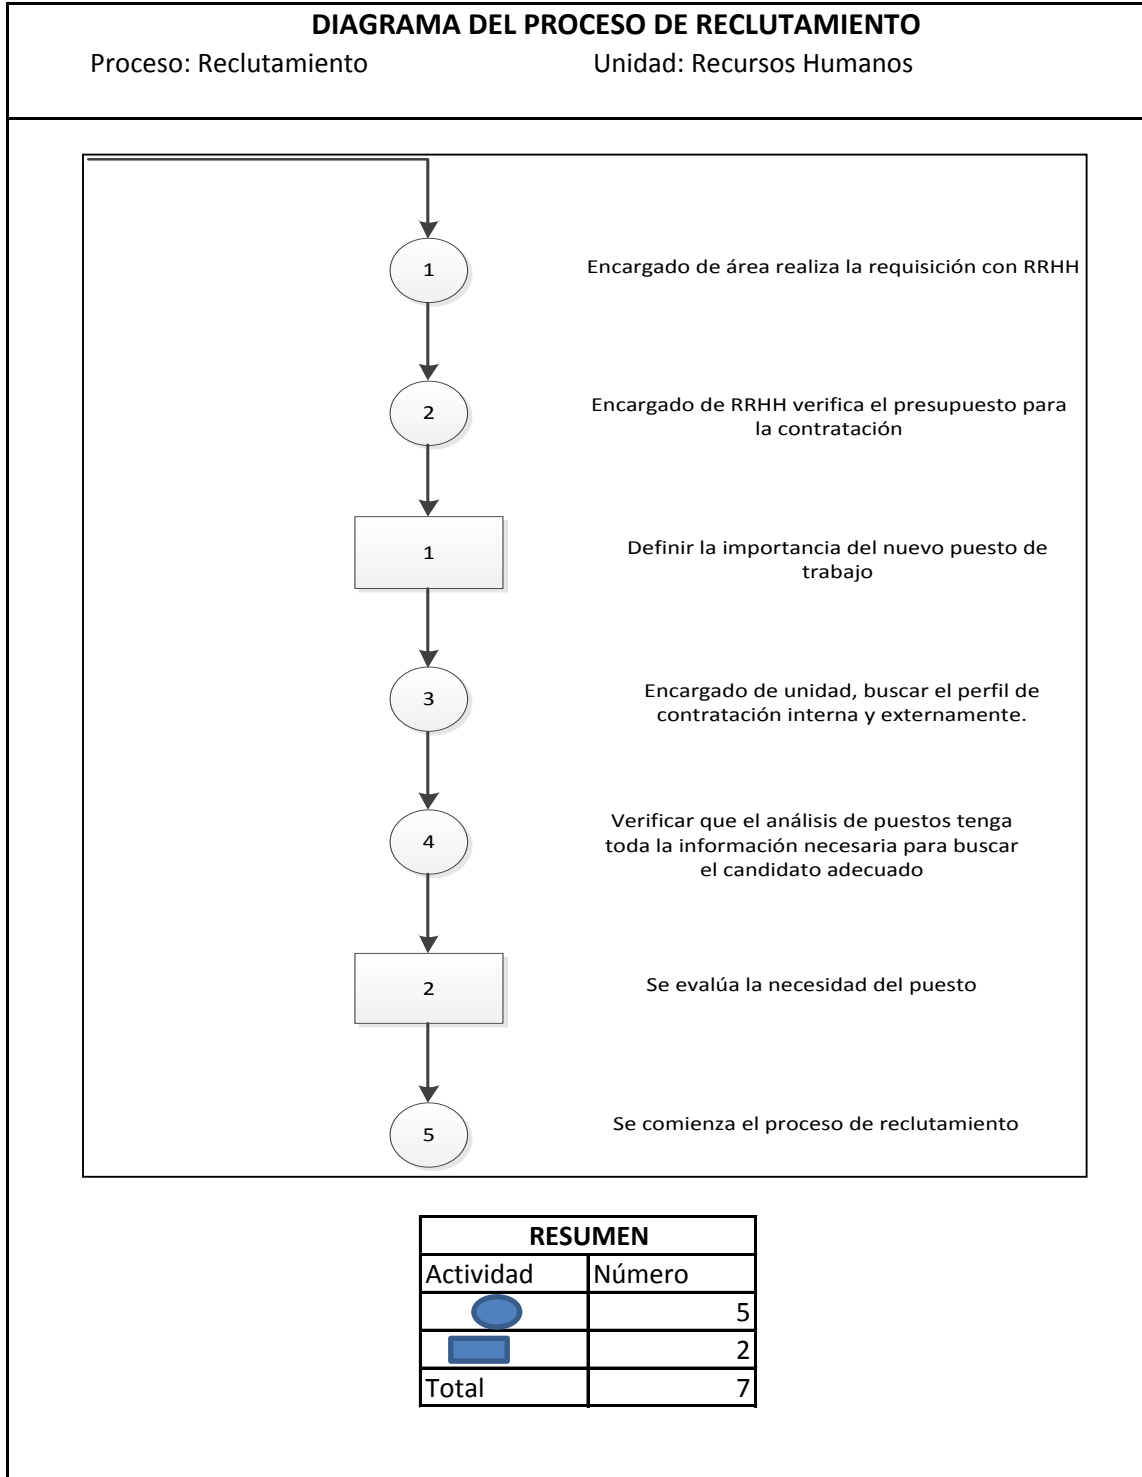 DIAGRAMA DEL PROCESO DE RECLUTAMIENTO
Proceso: Reclutamiento
Unidad: Recursos Humanos
1
Encargado de área realiza la requisición con RRHH
2
Encargado de RRHH verifica el presupuesto para
la contratación
1
Definir la importancia del nuevo puesto de
trabajo
3
Encargado de unidad, buscar el perfil de
contratación interna y externamente.
4
Verificar que el análisis de puestos tenga
toda la información necesaria para buscar
el candidato adecuado
2
Se evalúa la necesidad del puesto
5
Se comienza el proceso de reclutamiento
RESUMEN
Actividad Número
5
2
Total 7